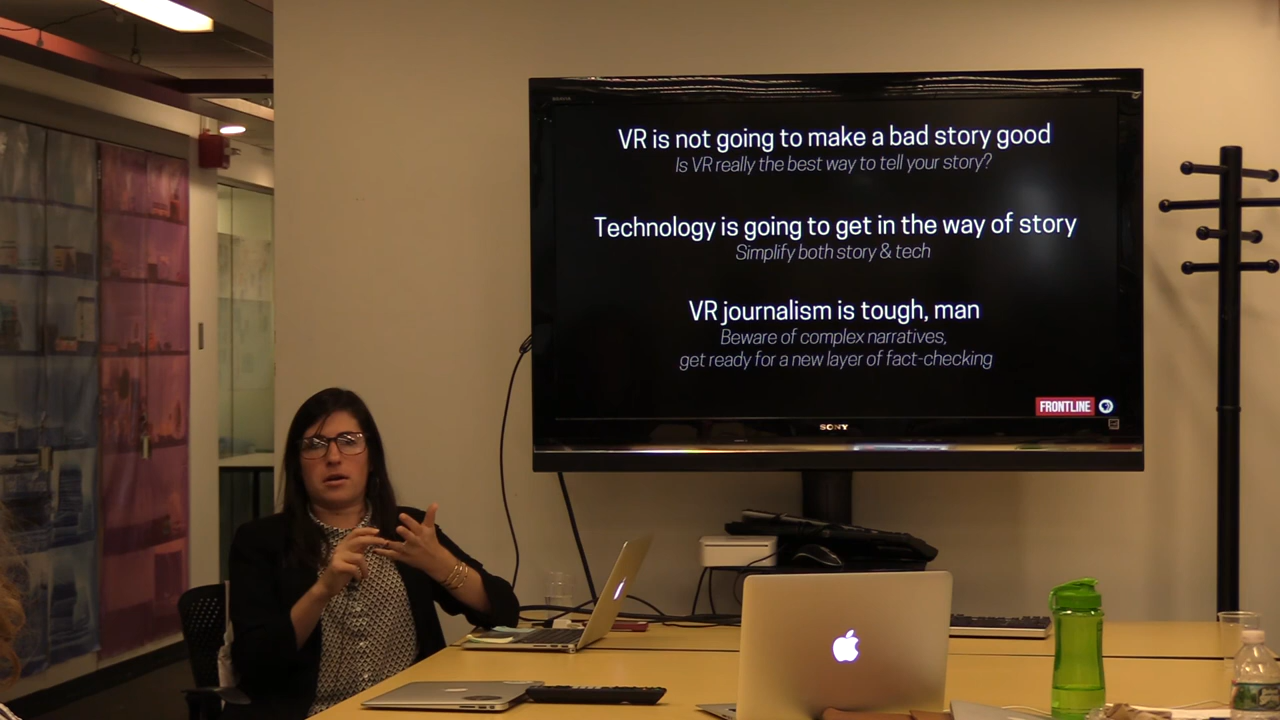 VR is not going to make a bad story good
Is VR really the best way to tell your story?
Technology is going to get in the way of story
Simplify both story & tech
VR journalism is tough, man
Beware of complex narratives,
get ready for a new layer of fact-checking
FRONTLINE
SONY